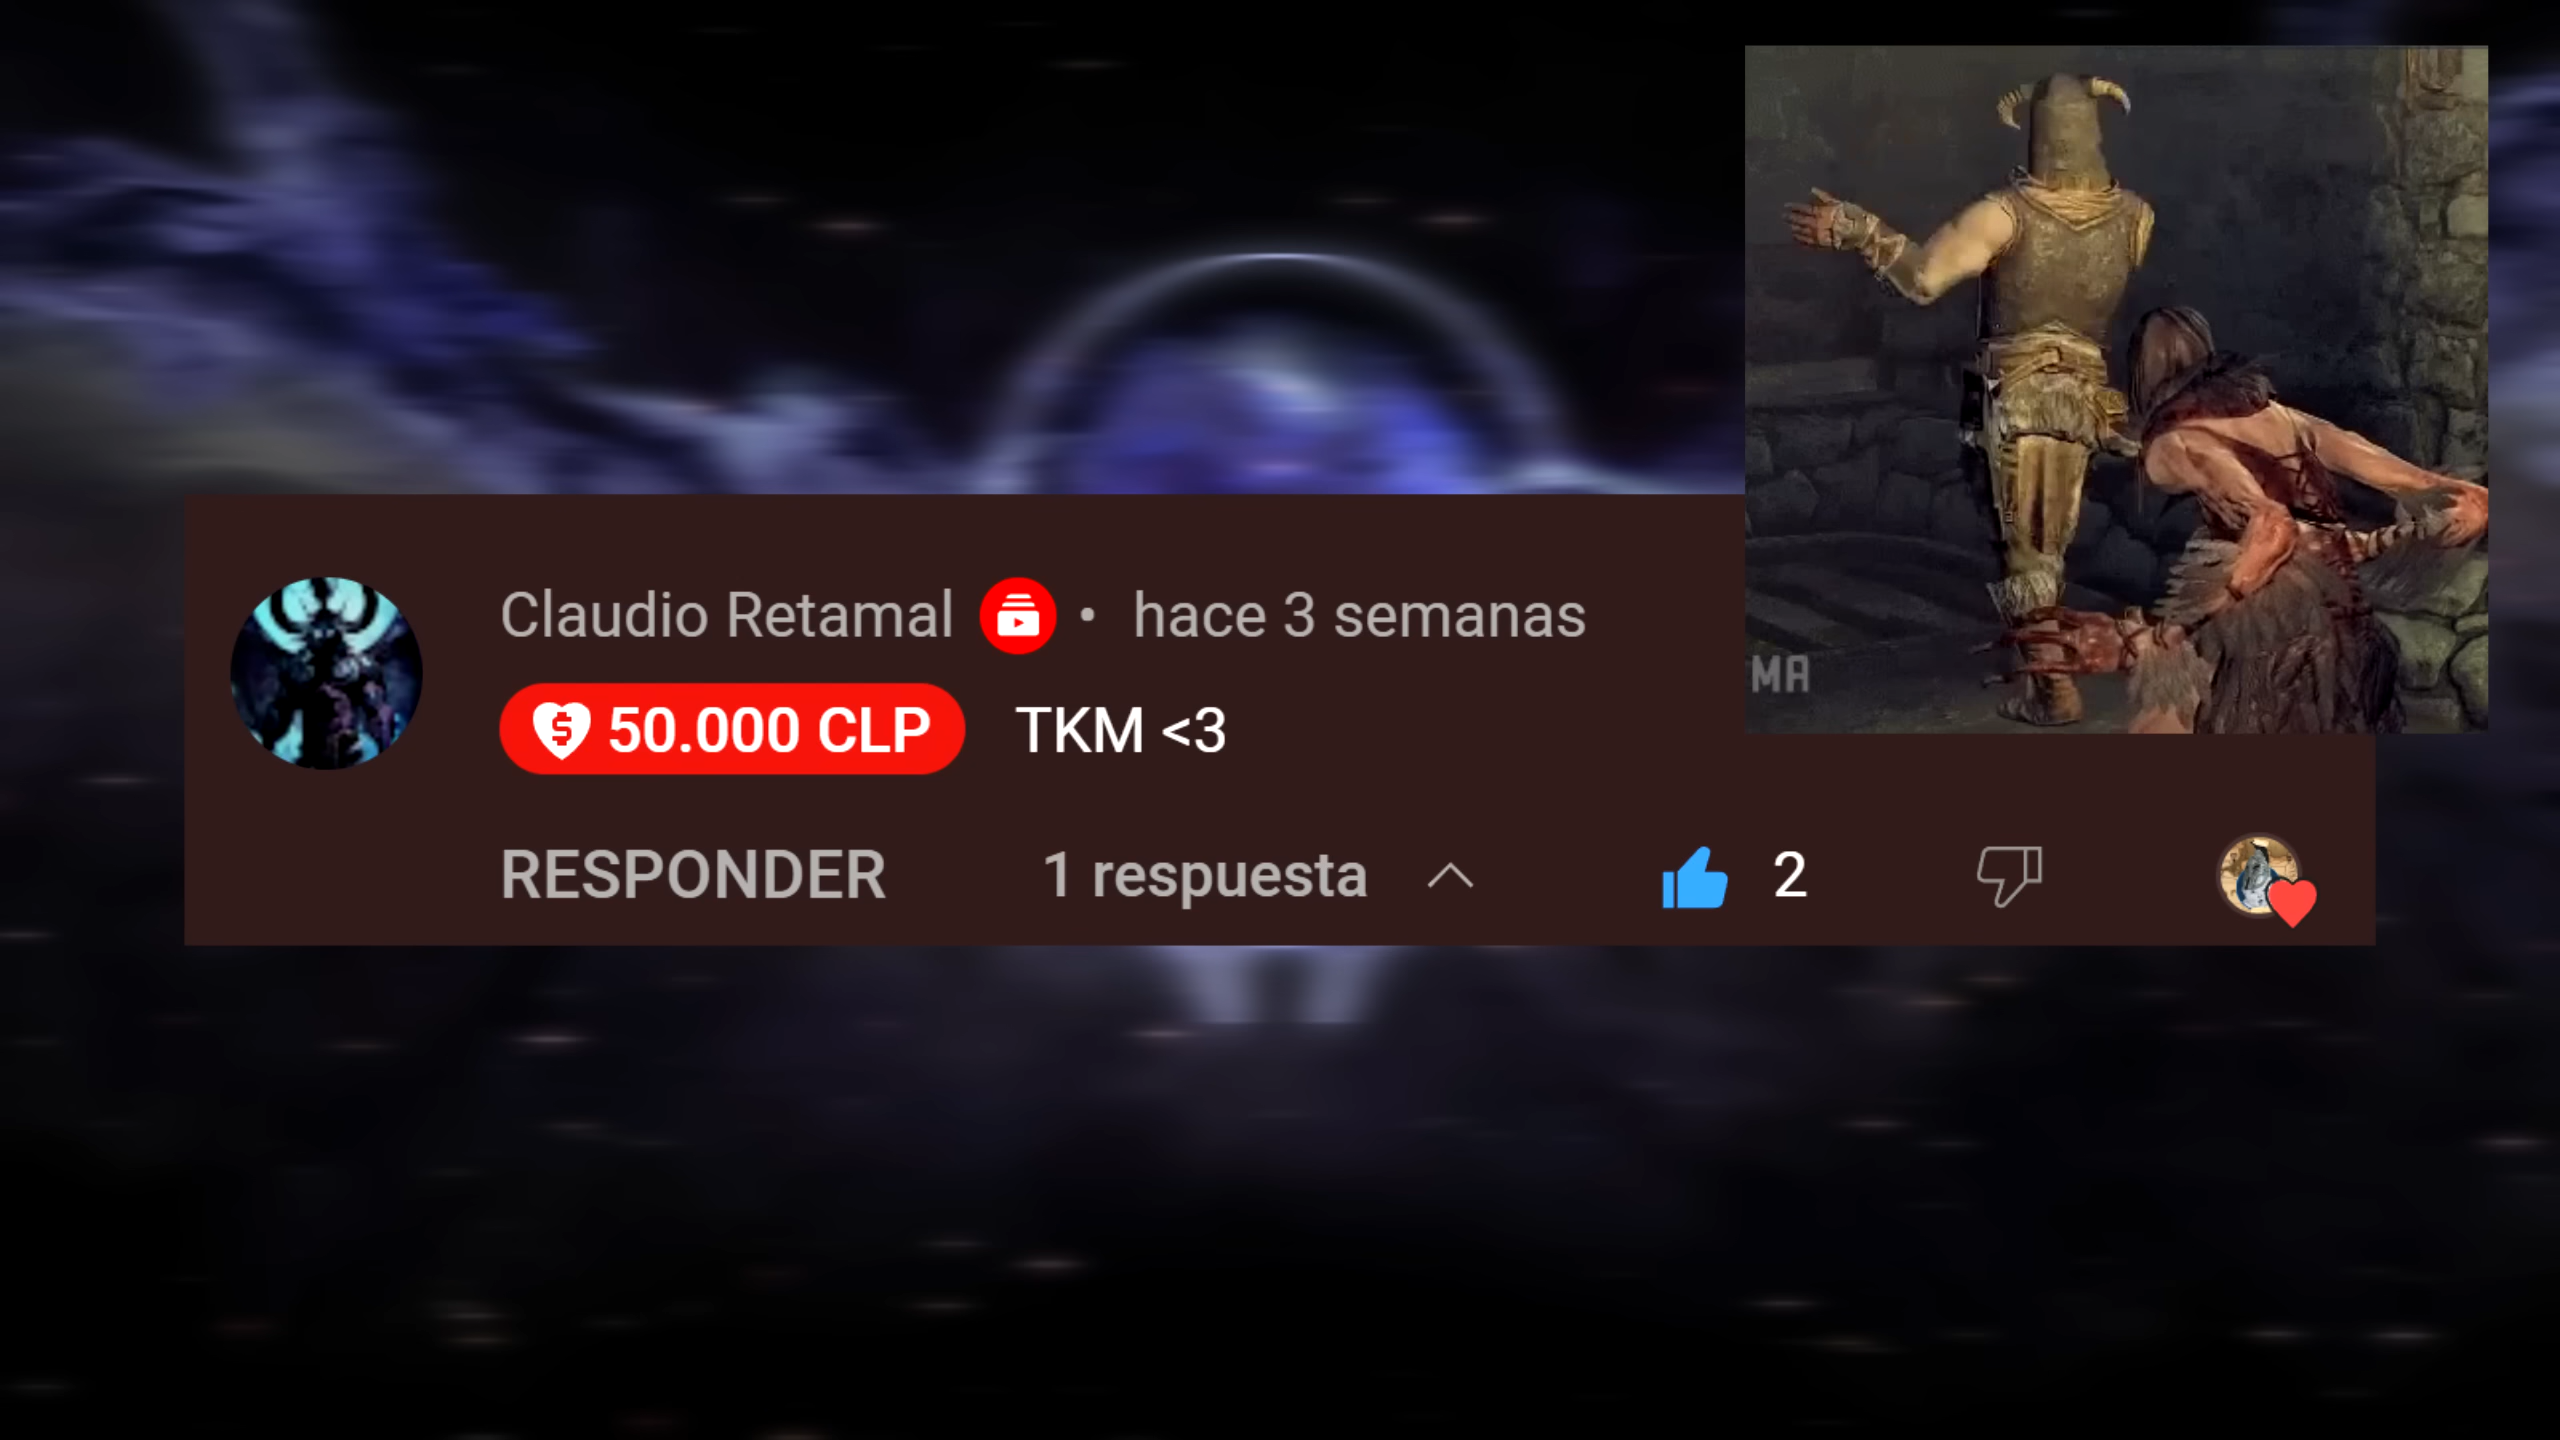 Claudio Retamal • hace 3 semanas
50.000 CLP TKM <3
RESPONDER 1 respuesta 2
MA